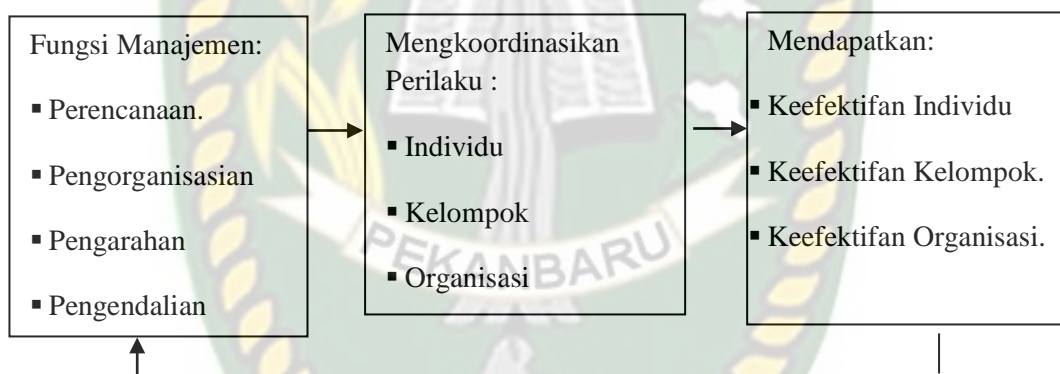 Fungsi Manajemen:
▪ Perencanaan.
▪ Pengorganisasian
▪ Pengarahan
▪ Pengendalian
Mengkoordinasikan
Perilaku :
▪ Individu
▪ Kelompok
▪ Organisasi
Mendapatkan:
▪ Keefektifan Individu
▪ Keefektifan Kelompok.
▪ Keefektifan Organisasi.
PEKANBARU